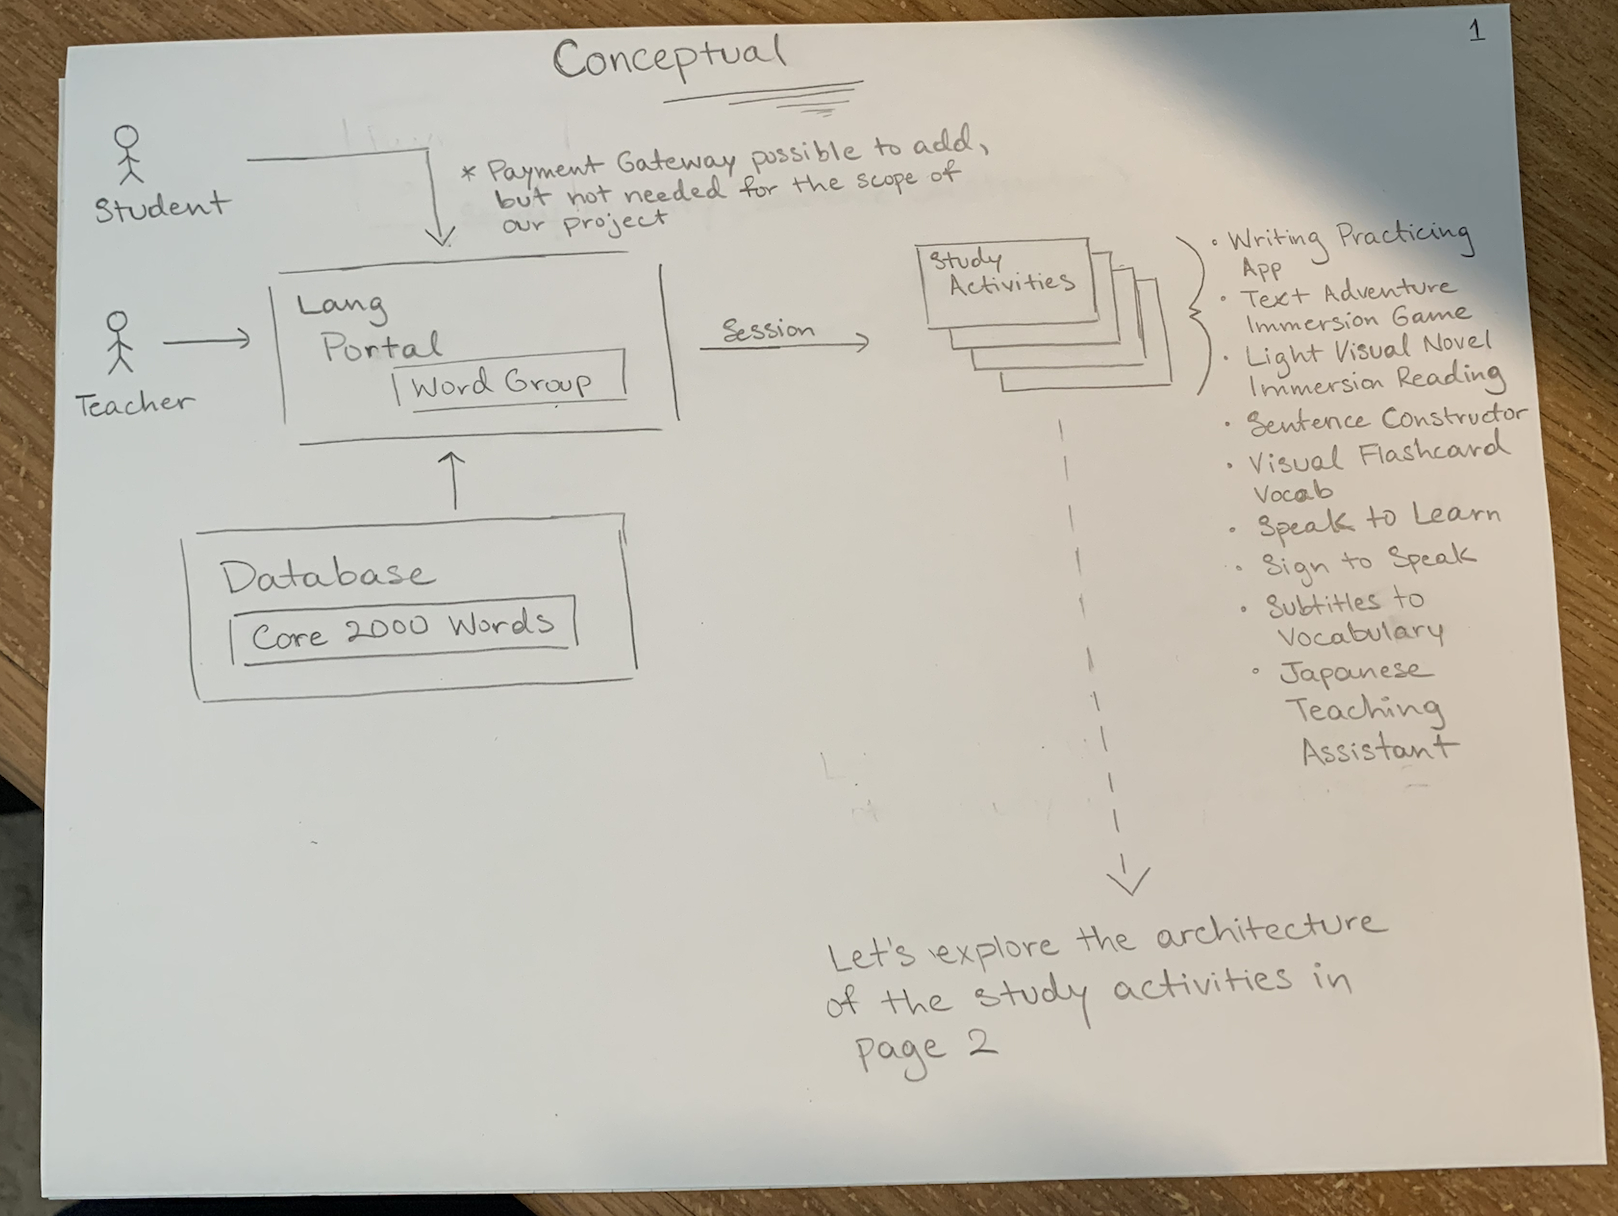 1
Conceptual
Student
* Payment Gateway possible to add,
but not needed for the scope of
our project
Teacher
Lang
Portal
Word Group
Session
Study
Activities
• Writing Practicing
App
• Text Adventure
Immersion Game
• Light Visual Novel
Immersion Reading
• Sentence Constructor
• Visual Flashcard
Vocab
• Speak to Learn
• Sign to Speak
• Subtitles to
Vocabulary
• Japanese
Teaching
Assistant
Database
Core 2000 Words
Let's explore the architecture
of the study activities in
page 2